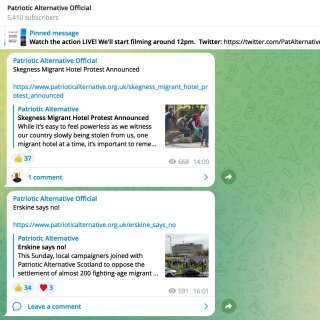 Patriotic Alternative Official
5,410 subscribers
Pinned message
Watch the action LIVE! We'll start filming around 12pm. Twitter: https://twitter.com/PatAlternative
Patriotic Alternative Official
Skegness Migrant Hotel Protest Announced
https://www.patrioticalternative.org.uk/skegness_migrant_hotel_pr
otest_announced
Patriotic Alternative
Skegness Migrant Hotel Protest Announced
While it's easy to feel powerless as we witness
our country slowly being stolen from us, one
migrant hotel at a time, it's important to reme...
37
668 14:00
1 comment
Patriotic Alternative Official
Erskine says no!
https://www.patrioticalternative.org.uk/erskine_says_no
Patriotic Alternative
Erskine says no!
This Sunday, local campaigners joined with
Patriotic Alternative Scotland to oppose the
settlement of almost 200 fighting-age migrant ...
34 3
591 16:01
Leave a comment